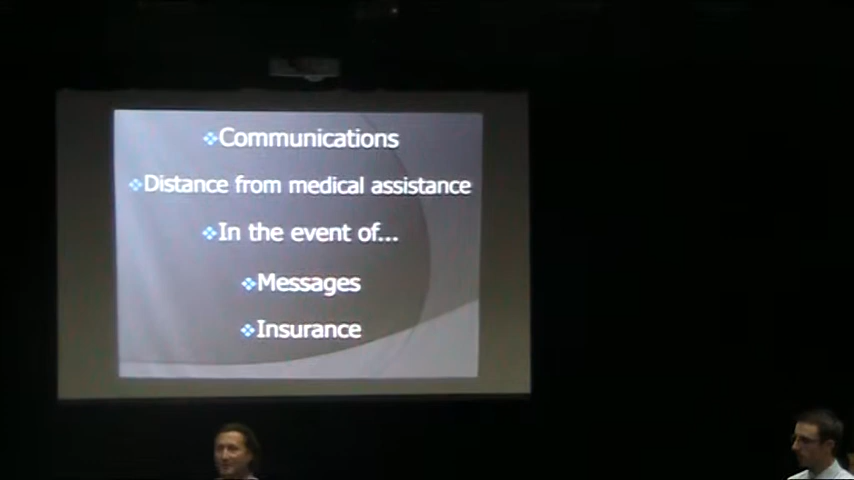 Communications
Distance from medical assistance
In the event of...
Messages
Insurance